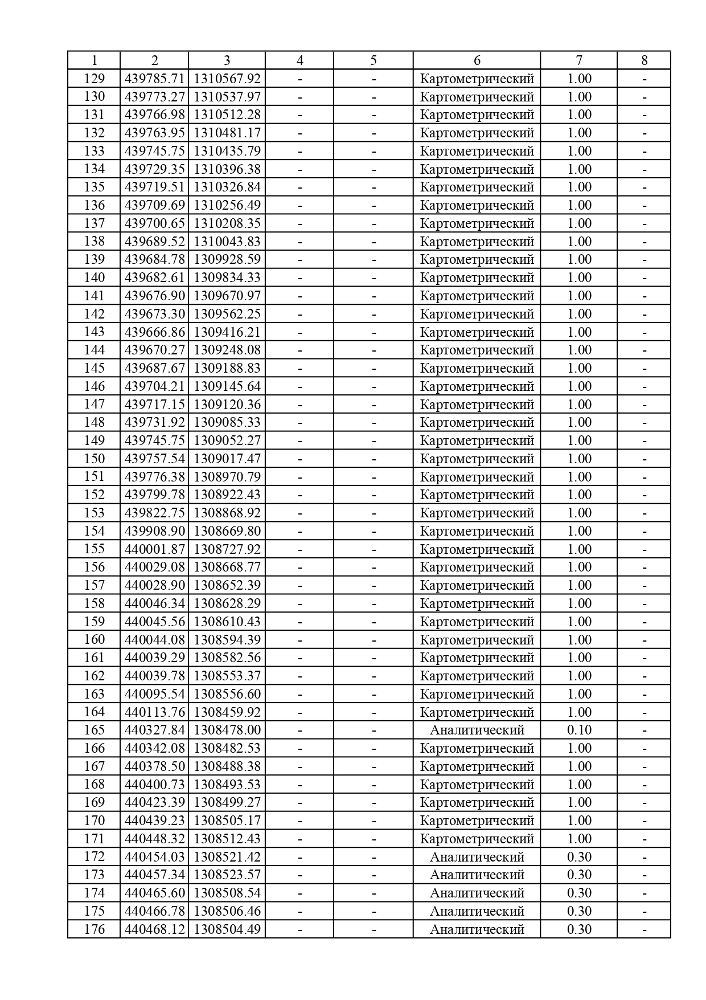 1 2 3 4 5 6 7 8
129 439785.71 1310567.92 - - Картометрический 1.00 -
130 439773.27 1310537.97 - - Картометрический 1.00 -
131 439766.98 1310512.28 - - Картометрический 1.00 -
132 439763.95 1310481.17 - - Картометрический 1.00 -
133 439745.75 1310435.79 - - Картометрический 1.00 -
134 439729.35 1310396.38 - - Картометрический 1.00 -
135 439719.51 1310326.84 - - Картометрический 1.00 -
136 439709.69 1310256.49 - - Картометрический 1.00 -
137 439700.65 1310208.35 - - Картометрический 1.00 -
138 439689.52 1310043.83 - - Картометрический 1.00 -
139 439684.78 1309928.59 - - Картометрический 1.00 -
140 439682.61 1309834.33 - - Картометрический 1.00 -
141 439676.90 1309670.97 - - Картометрический 1.00 -
142 439673.30 1309562.25 - - Картометрический 1.00 -
143 439666.86 1309416.21 - - Картометрический 1.00 -
144 439670.27 1309248.08 - - Картометрический 1.00 -
145 439687.67 1309188.83 - - Картометрический 1.00 -
146 439704.21 1309145.64 - - Картометрический 1.00 -
147 439717.15 1309120.36 - - Картометрический 1.00 -
148 439731.92 1309085.33 - - Картометрический 1.00 -
149 439745.75 1309052.27 - - Картометрический 1.00 -
150 439757.54 1309017.47 - - Картометрический 1.00 -
151 439776.38 1308970.79 - - Картометрический 1.00 -
152 439799.78 1308922.43 - - Картометрический 1.00 -
153 439822.75 1308868.92 - - Картометрический 1.00 -
154 439908.90 1308669.80 - - Картометрический 1.00 -
155 440001.87 1308727.92 - - Картометрический 1.00 -
156 440029.08 1308668.77 - - Картометрический 1.00 -
157 440028.90 1308652.39 - - Картометрический 1.00 -
158 440046.34 1308628.29 - - Картометрический 1.00 -
159 440045.56 1308610.43 - - Картометрический 1.00 -
160 440044.08 1308594.39 - - Картометрический 1.00 -
161 440039.29 1308582.56 - - Картометрический 1.00 -
162 440039.78 1308553.37 - - Картометрический 1.00 -
163 440095.54 1308556.60 - - Картометрический 1.00 -
164 440113.76 1308459.92 - - Картометрический 1.00 -
165 440327.84 1308478.00 - - Аналитический 0.10 -
166 440342.08 1308482.53 - - Картометрический 1.00 -
167 440378.50 1308488.38 - - Картометрический 1.00 -
168 440400.73 1308493.53 - - Картометрический 1.00 -
169 440423.39 1308499.27 - - Картометрический 1.00 -
170 440439.23 1308505.17 - - Картометрический 1.00 -
171 440448.32 1308512.43 - - Картометрический 1.00 -
172 440454.03 1308521.42 - - Аналитический 0.30 -
173 440457.34 1308523.57 - - Аналитический 0.30 -
174 440465.60 1308508.54 - - Аналитический 0.30 -
175 440466.78 1308506.46 - - Аналитический 0.30 -
176 440468.12 1308504.49 - - Аналитический 0.30 -